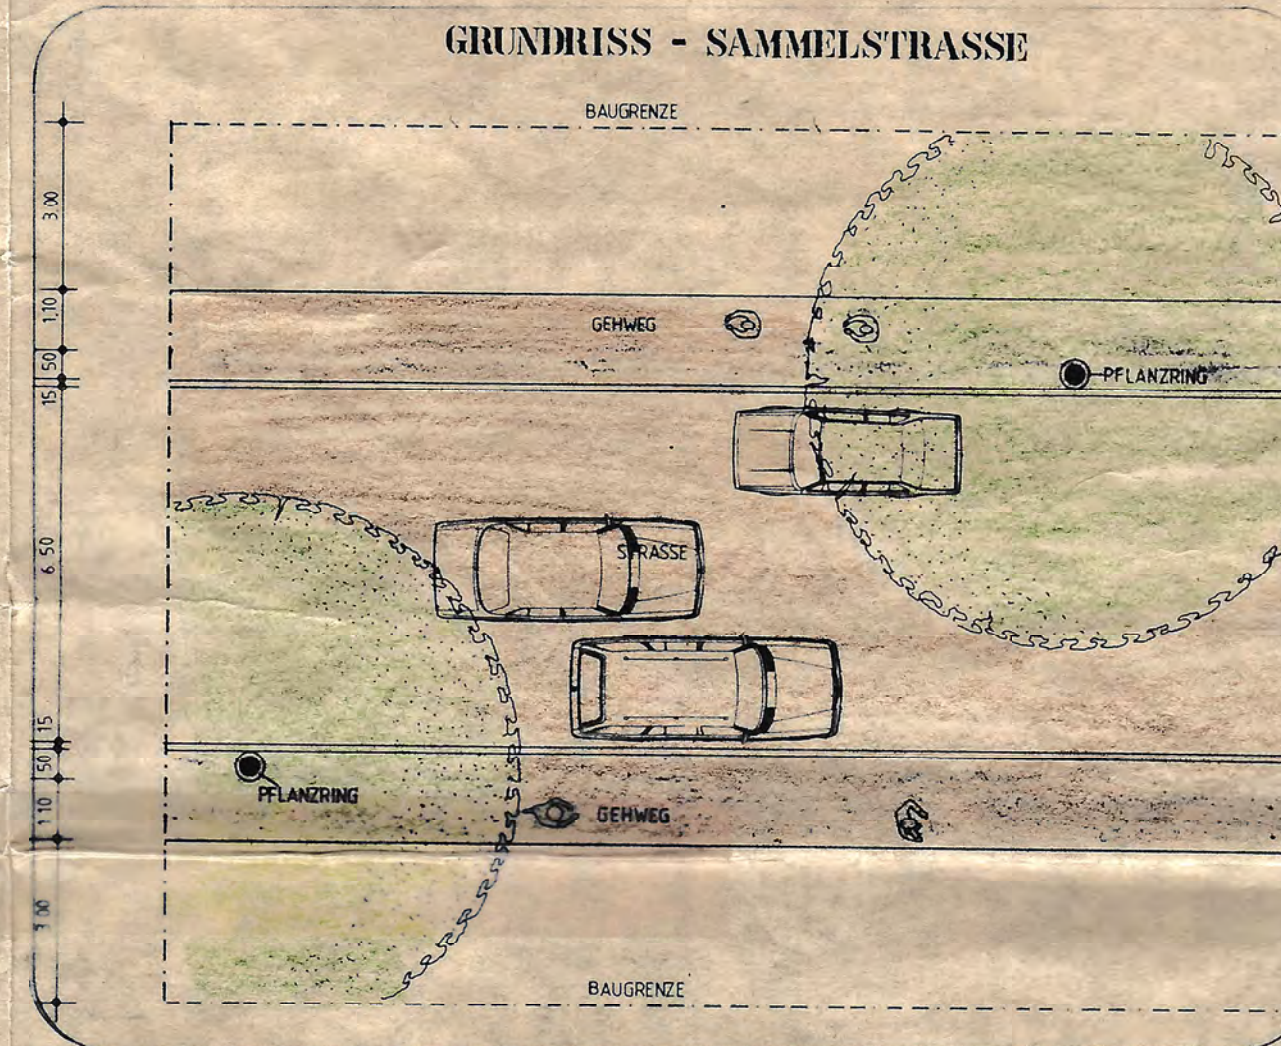 GRUNDRISS - SAMMELSTRASSE
BAUGRENZE
3.00
1.10
GEHWEG
50
PFLANZRING
15
STRASSE
6 50
15
50
PFLANZRING
1 10
GEHWEG
3 00
BAUGRENZE